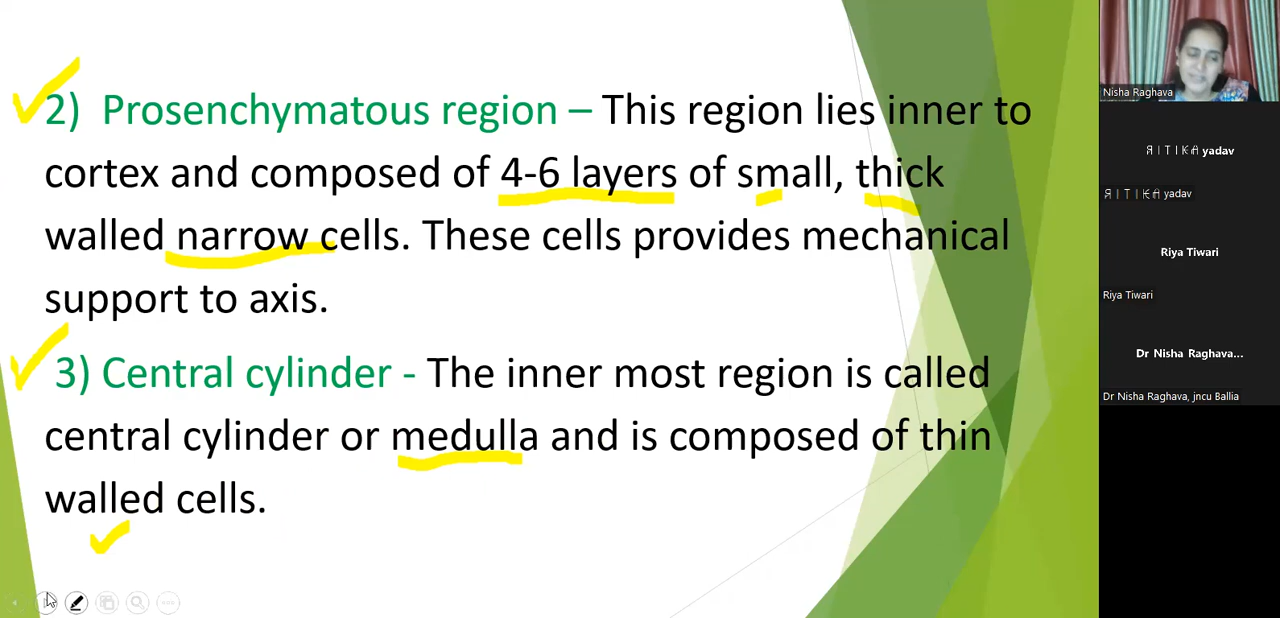 2) Prosenchymatous region – This region lies inner to
cortex and composed of 4-6 layers of small, thick
walled narrow cells. These cells provides mechanical
support to axis.
3) Central cylinder - The inner most region is called
central cylinder or medulla and is composed of thin
walled cells.
Nisha Raghava
ЯITIKA yadav
ЯITIKA yadav
Riya Tiwari
Riya Tiwari
Dr Nisha Raghava...
Dr Nisha Raghava, jncu Ballia